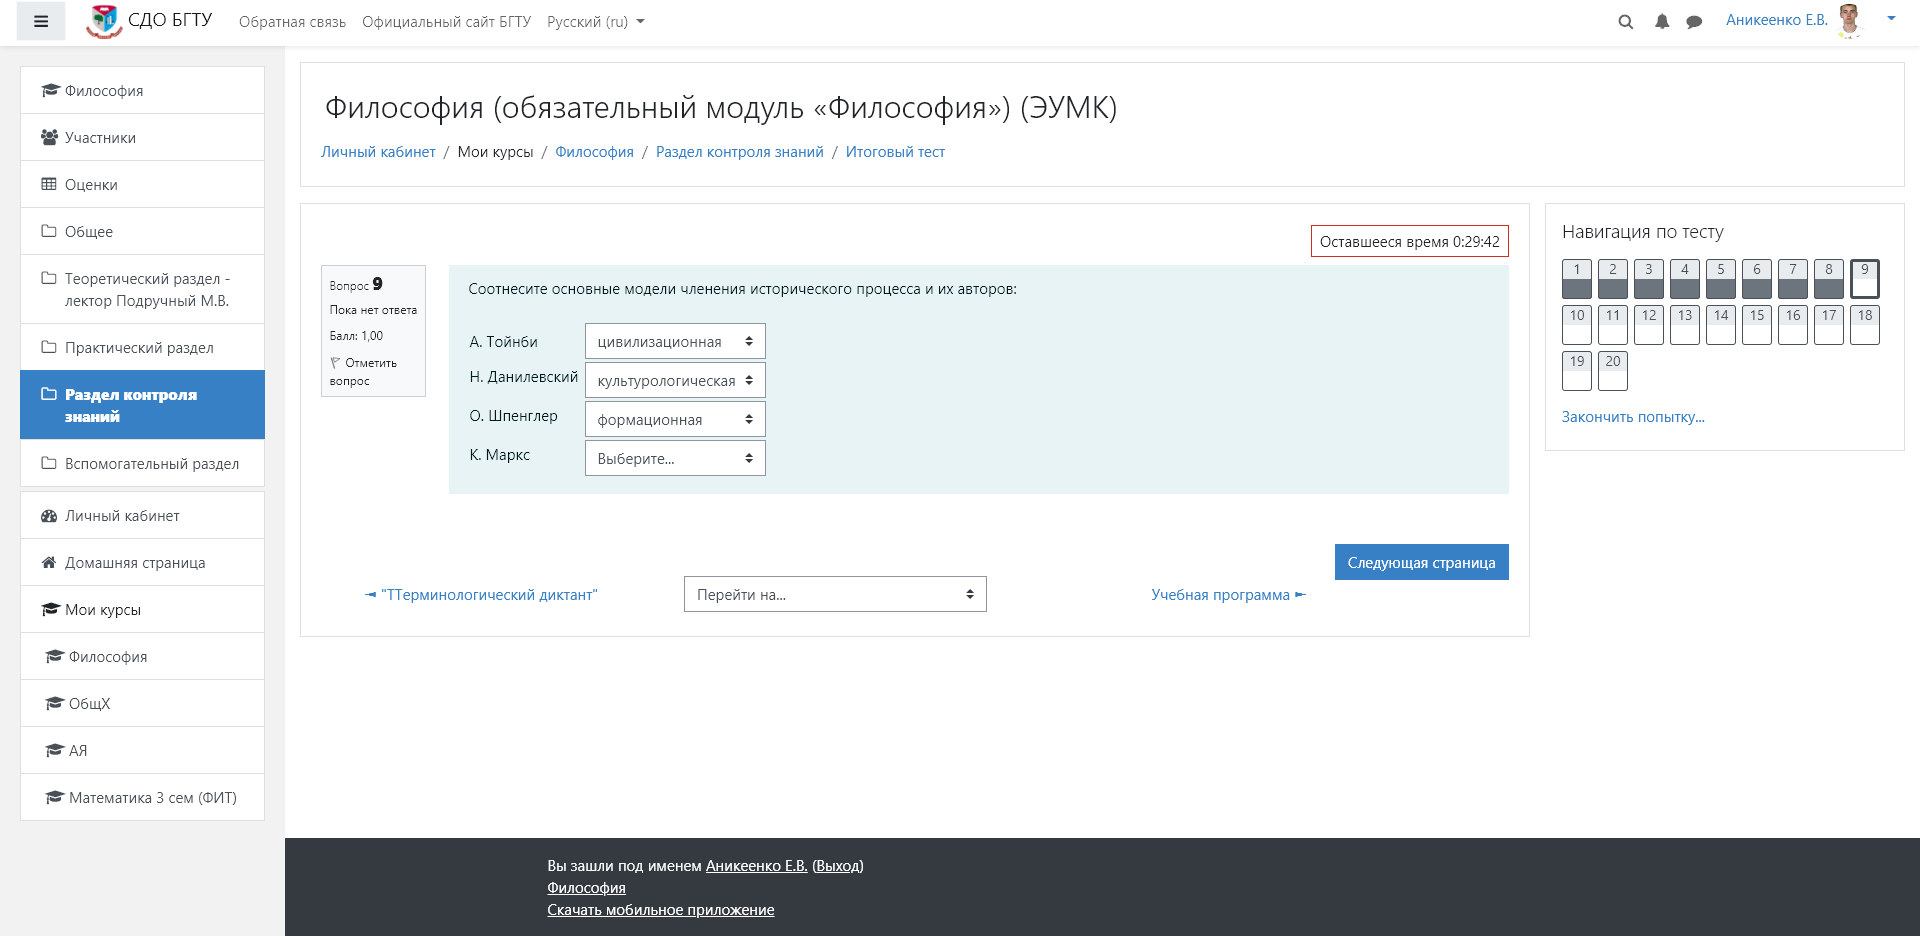 СДО БГТУ
Обратная связь
Официальный сайт БГТУ
Русский (ru)
Аникеенко Е.В.
Философия
Участники
Оценки
Общее
Теоретический раздел -
лектор Подручный М.В.
Практический раздел
Раздел контроля
знаний
Вспомогательный раздел
Личный кабинет
Домашняя страница
Мои курсы
Философия
ОбщХ
АЯ
Математика 3 сем (ФИТ)
Философия (обязательный модуль «Философия») (ЭУМК)
Личный кабинет / Мои курсы / Философия / Раздел контроля знаний / Итоговый тест
Оставшееся время 0:29:42
Вопрос 9
Пока нет ответа
Балл: 1,00
Отметить
вопрос
Соотнесите основные модели членения исторического процесса и их авторов:
А. Тойнби цивилизационная
Н. Данилевский культурологическая
О. Шпенглер формационная
К. Маркс Выберите...
Следующая страница
◄ "ТТерминологический диктант"
Перейти на...
Учебная программа ►
Навигация по тесту
1 2 3 4 5 6 7 8 9
10 11 12 13 14 15 16 17 18
19 20
Закончить попытку...
Вы зашли под именем Аникеенко Е.В. (Выход)
Философия
Скачать мобильное приложение